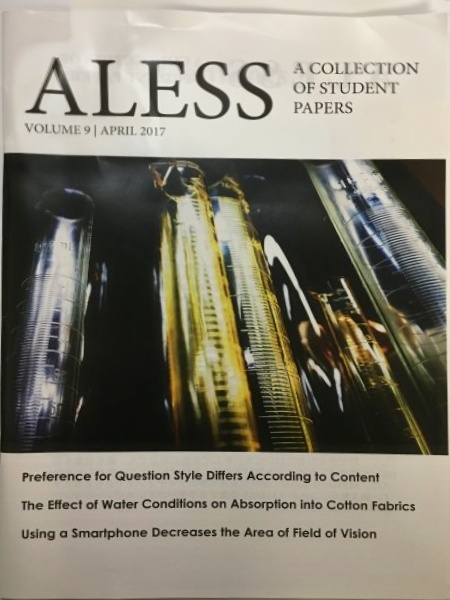 ALESS
A COLLECTION
OF STUDENT
PAPERS
VOLUME 9 | APRIL 2017
Preference for Question Style Differs According to Content
The Effect of Water Conditions on Absorption into Cotton Fabrics
Using a Smartphone Decreases the Area of Field of Vision